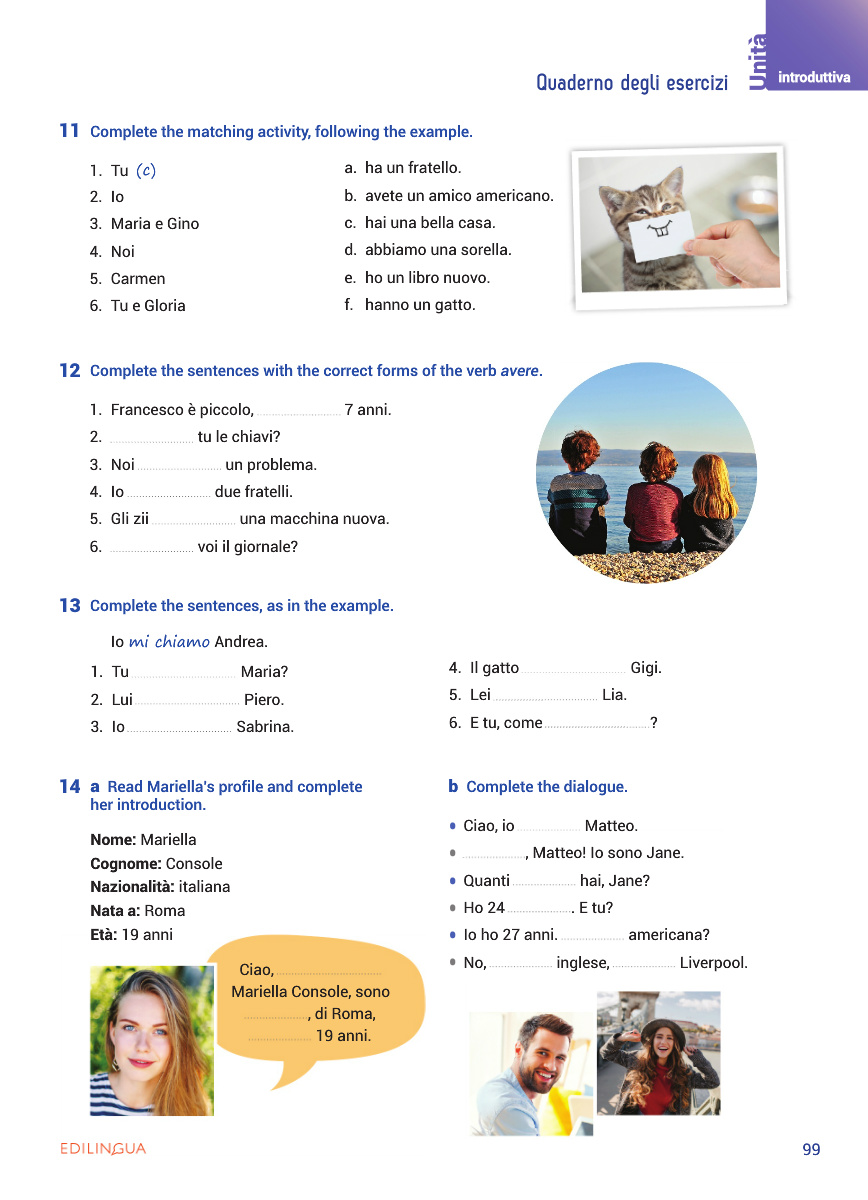 Unità
introduttiva
Quaderno degli esercizi
11 Complete the matching activity, following the example.
1. Tu (c)
2. Io
3. Maria e Gino
4. Noi
5. Carmen
6. Tu e Gloria
a. ha un fratello.
b. avete un amico americano.
c. hai una bella casa.
d. abbiamo una sorella.
e. ho un libro nuovo.
f. hanno un gatto.
12 Complete the sentences with the correct forms of the verb avere.
1. Francesco è piccolo, .......................... 7 anni.
2. .......................... tu le chiavi?
3. Noi .......................... un problema.
4. Io .......................... due fratelli.
5. Gli zii .......................... una macchina nuova.
6. .......................... voi il giornale?
13 Complete the sentences, as in the example.
Io mi chiamo Andrea.
1. Tu ................................ Maria?
2. Lui ................................ Piero.
3. Io ................................ Sabrina.
4. Il gatto ................................ Gigi.
5. Lei ................................ Lia.
6. E tu, come ................................?
14 a Read Mariella's profile and complete
her introduction.
Nome: Mariella
Cognome: Console
Nazionalità: italiana
Nata a: Roma
Età: 19 anni
Ciao, ................................
Mariella Console, sono
...................., di Roma,
.................... 19 anni.
b Complete the dialogue.
• Ciao, io .................... Matteo.
• ...................., Matteo! Io sono Jane.
• Quanti .................... hai, Jane?
• Ho 24 ..................... E tu?
• Io ho 27 anni. .................... americana?
• No, .................... inglese, .................... Liverpool.
EDILINGUA
99